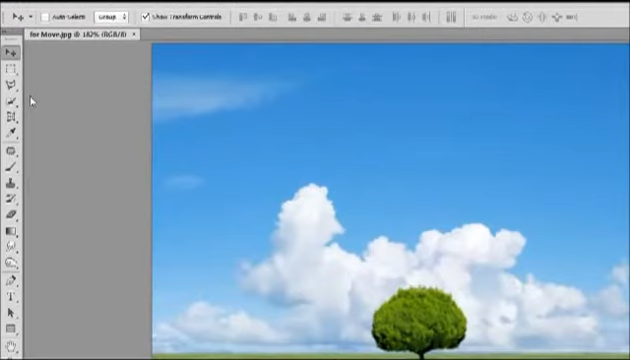 Auto-Select: Group Show Transform Controls
for Move.jpg @ 182% (RGB/8) ×